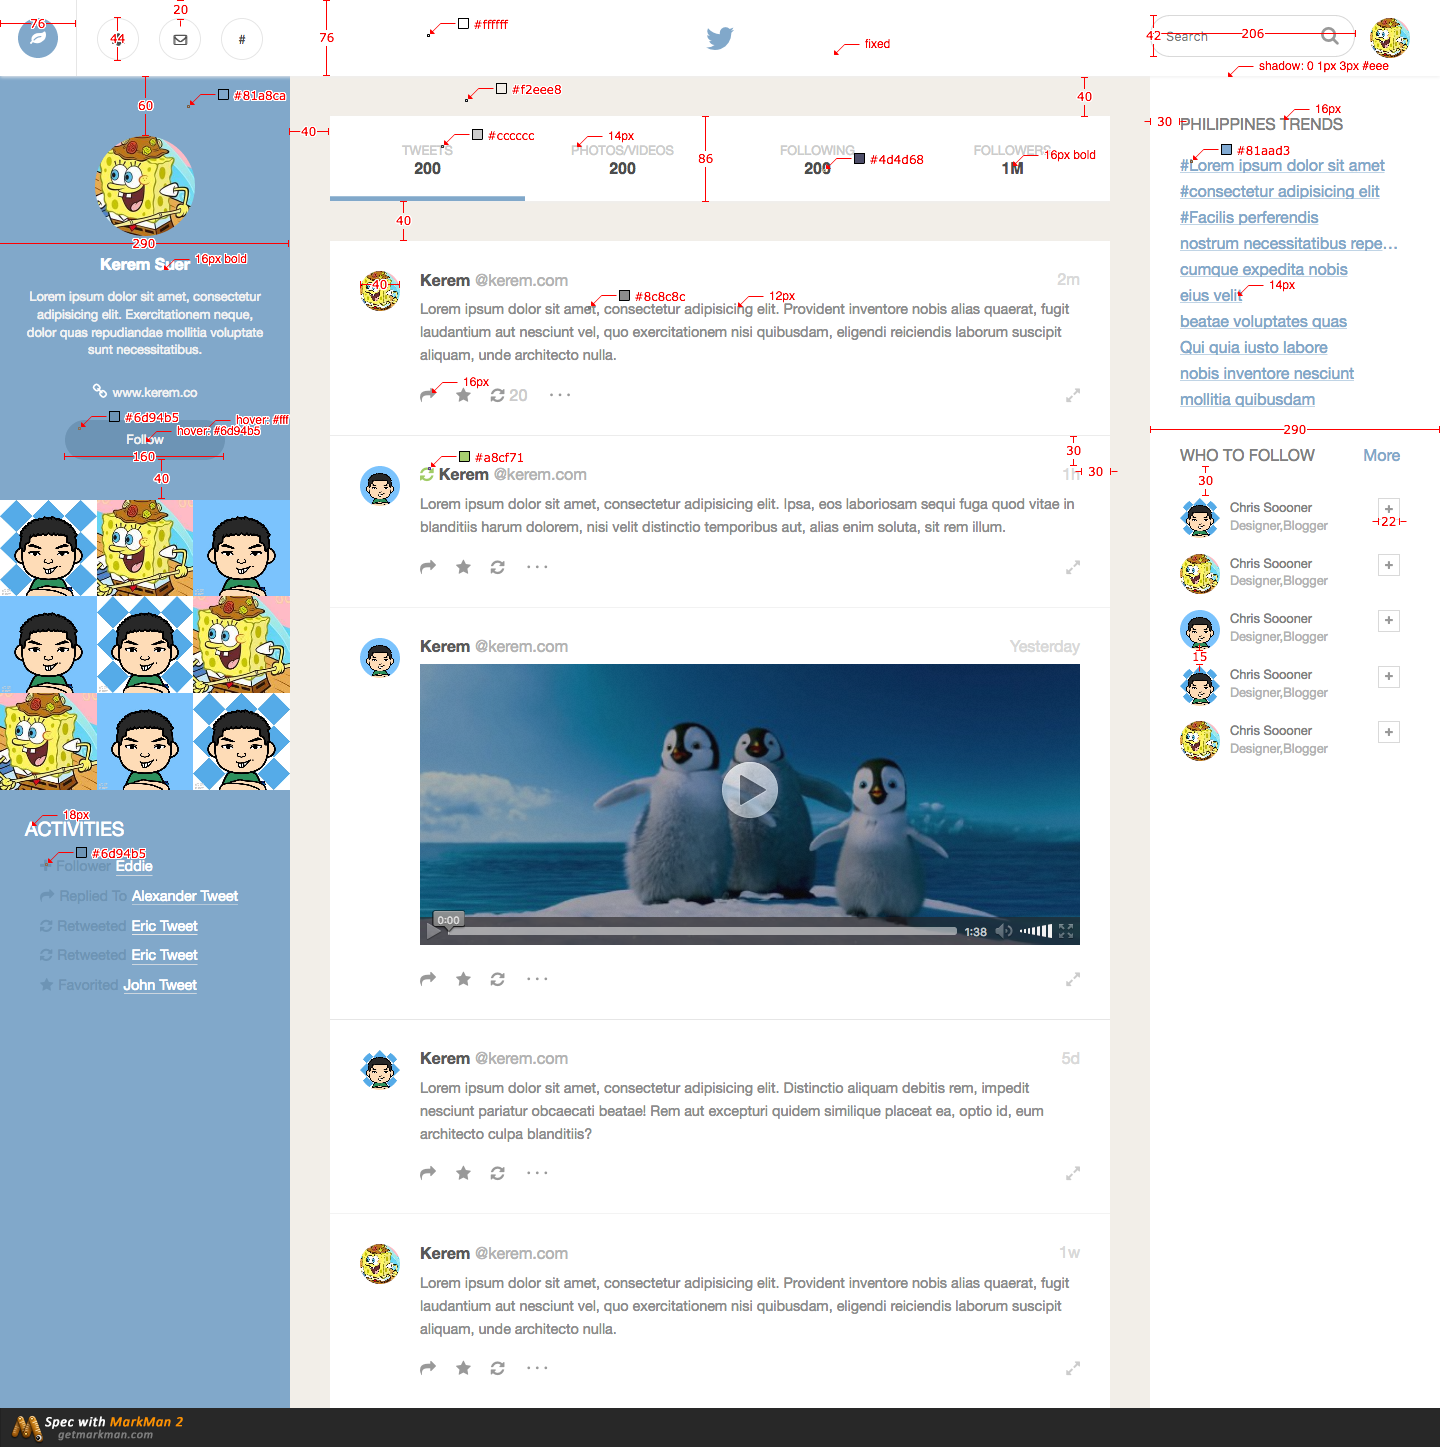 76
44
20
#
76
#ffffff
fixed
42
Search
206
shadow: 0 1px 3px #eee
60
#81a8ca
#f2eee8
40
40
16px
30
PHILIPPINES TRENDS
#cccccc
14px
86
#4d4d68
16px bold
TWEETS
PHOTOS/VIDEOS
FOLLOWING
FOLLOWERS
200
200
200
1M
#81aad3
#Lorem ipsum dolor sit amet
#consectetur adipisicing elit
#Facilis perferendis
nostrum necessitatibus repe...
cumque expedita nobis
eius velit
14px
beatae voluptates quas
Qui quia iusto labore
nobis inventore nesciunt
mollitia quibusdam
290
40
290
16px bold
Kerem Suer
Lorem ipsum dolor sit amet, consectetur
adipisicing elit. Exercitationem neque,
dolor quas repudiandae mollitia voluptate
sunt necessitatibus.
www.kerem.co
#6d94b5
hover: #fff
hover: #6d94b5
Follow
160
40
40
Kerem @kerem.com
2m
#8c8c8c
12px
Lorem ipsum dolor sit amet, consectetur adipisicing elit. Provident inventore nobis alias quaerat, fugit
laudantium aut nesciunt vel, quo exercitationem nisi quibusdam, eligendi reiciendis laborum suscipit
aliquam, unde architecto nulla.
16px
20
30
#a8cf71
30
Kerem @kerem.com
1h
Lorem ipsum dolor sit amet, consectetur adipisicing elit. Ipsa, eos laboriosam sequi fuga quod vitae in
blanditiis harum dolorem, nisi velit distinctio temporibus aut, alias enim soluta, sit rem illum.
WHO TO FOLLOW
More
30
Chris Soooner
Designer,Blogger
+
22
Chris Soooner
Designer,Blogger
+
Chris Soooner
Designer,Blogger
+
15
Chris Soooner
Designer,Blogger
+
Chris Soooner
Designer,Blogger
+
Kerem @kerem.com
Yesterday
0:00
1:38
18px
ACTIVITIES
#6d94b5
Follower Eddie
Replied To Alexander Tweet
Retweeted Eric Tweet
Retweeted Eric Tweet
Favorited John Tweet
Kerem @kerem.com
5d
Lorem ipsum dolor sit amet, consectetur adipisicing elit. Distinctio aliquam debitis rem, impedit
nesciunt pariatur obcaecati beatae! Rem aut excepturi quidem similique placeat ea, optio id, eum
architecto culpa blanditiis?
Kerem @kerem.com
1w
Lorem ipsum dolor sit amet, consectetur adipisicing elit. Provident inventore nobis alias quaerat, fugit
laudantium aut nesciunt vel, quo exercitationem nisi quibusdam, eligendi reiciendis laborum suscipit
aliquam, unde architecto nulla.
Spec with MarkMan 2
getmarkman.com